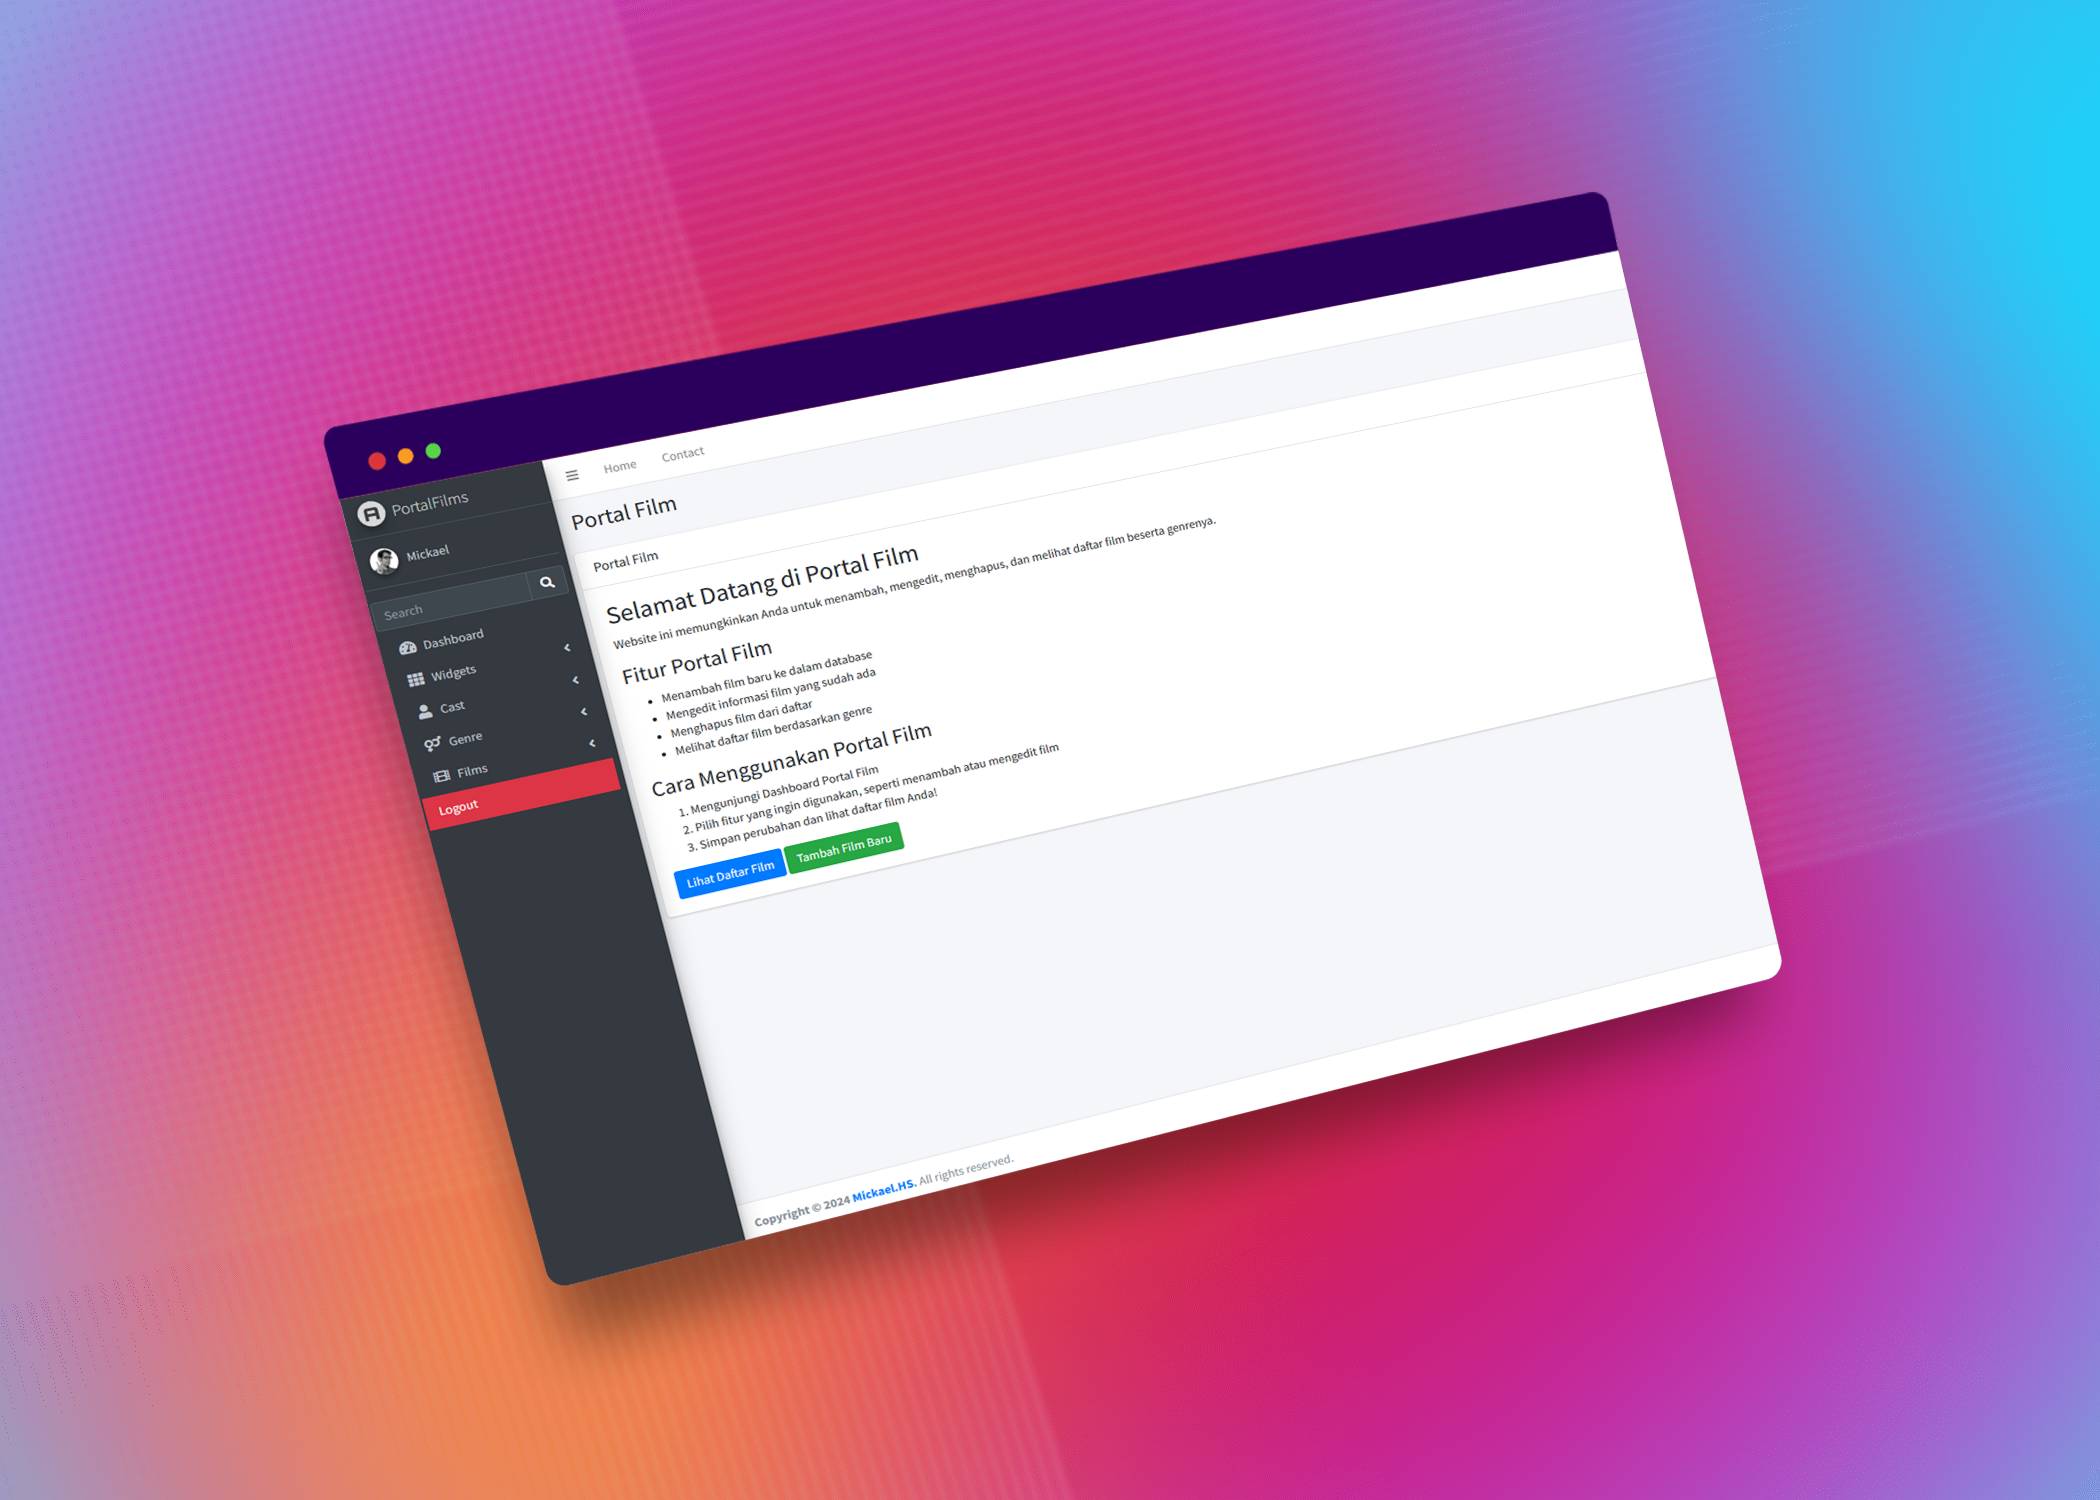 PortalFilms
Mickael
Search
Dashboard
Widgets
Cast
Genre
Films
Logout
Home
Contact
Portal Film
Portal Film
Selamat Datang di Portal Film
Website ini memungkinkan Anda untuk menambah, mengedit, menghapus, dan melihat daftar film beserta genrenya.
Fitur Portal Film
• Menambah film baru ke dalam database
• Mengedit informasi film yang sudah ada
• Menghapus film dari daftar
• Melihat daftar film berdasarkan genre
Cara Menggunakan Portal Film
1. Mengunjungi Dashboard Portal Film
2. Pilih fitur yang ingin digunakan, seperti menambah atau mengedit film
3. Simpan perubahan dan lihat daftar film Anda!
Lihat Daftar Film
Tambah Film Baru
Copyright © 2024 Mickael.HS. All rights reserved.